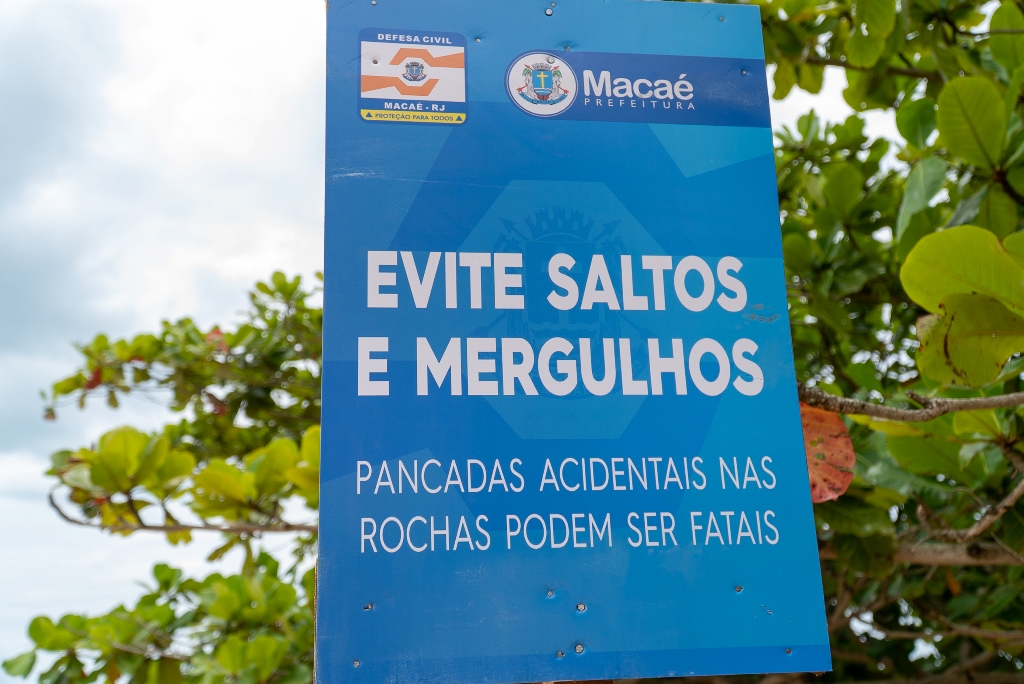 DEFESA CIVIL
MACAÉ - RJ
PROTEÇÃO PARA TODOS
Macaé
PREFEITURA
EVITE SALTOS
E MERGULHOS
PANCADAS ACIDENTAIS NAS
ROCHAS PODEM SER FATAIS